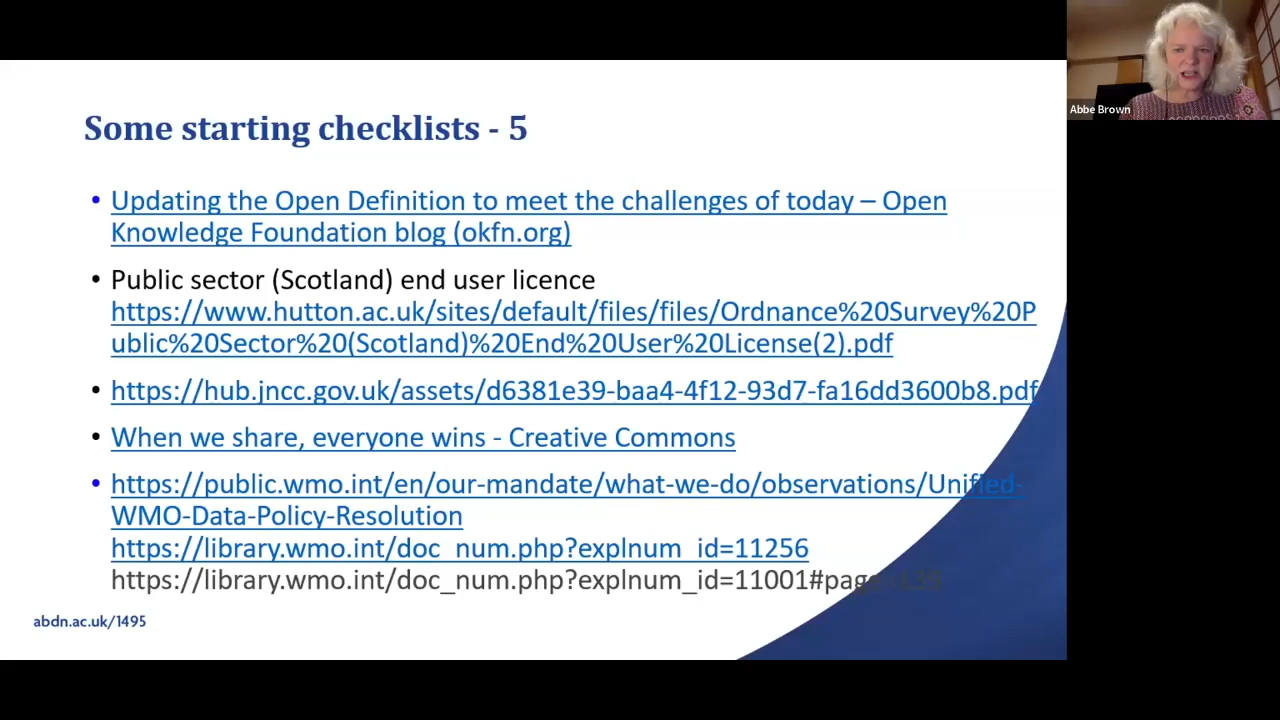 Some starting checklists - 5
• Updating the Open Definition to meet the challenges of today – Open
Knowledge Foundation blog (okfn.org)
• Public sector (Scotland) end user licence
https://www.hutton.ac.uk/sites/default/files/files/Ordnance%20Survey%20P
ublic%20Sector%20(Scotland)%20End%20User%20License(2).pdf
• https://hub.jncc.gov.uk/assets/d6381e39-baa4-4f12-93d7-fa16dd3600b8.pdf
• When we share, everyone wins - Creative Commons
• https://public.wmo.int/en/our-mandate/what-we-do/observations/Unified-
WMO-Data-Policy-Resolution
https://library.wmo.int/doc_num.php?explnum_id=11256
https://library.wmo.int/doc_num.php?explnum_id=11001#page=135
abdn.ac.uk/1495
Abbe Brown